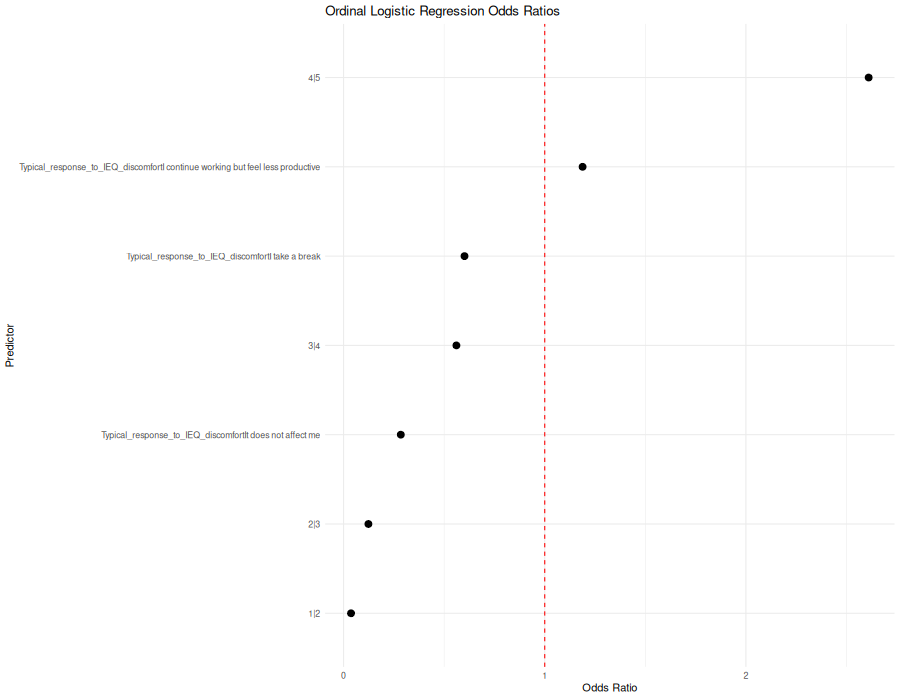 Ordinal Logistic Regression Odds Ratios
Predictor
4|5
Typical_response_to_IEQ_discomfortI continue working but feel less productive
Typical_response_to_IEQ_discomfortI take a break
3|4
Typical_response_to_IEQ_discomfortIt does not affect me
2|3
1|2
0 1 2
Odds Ratio